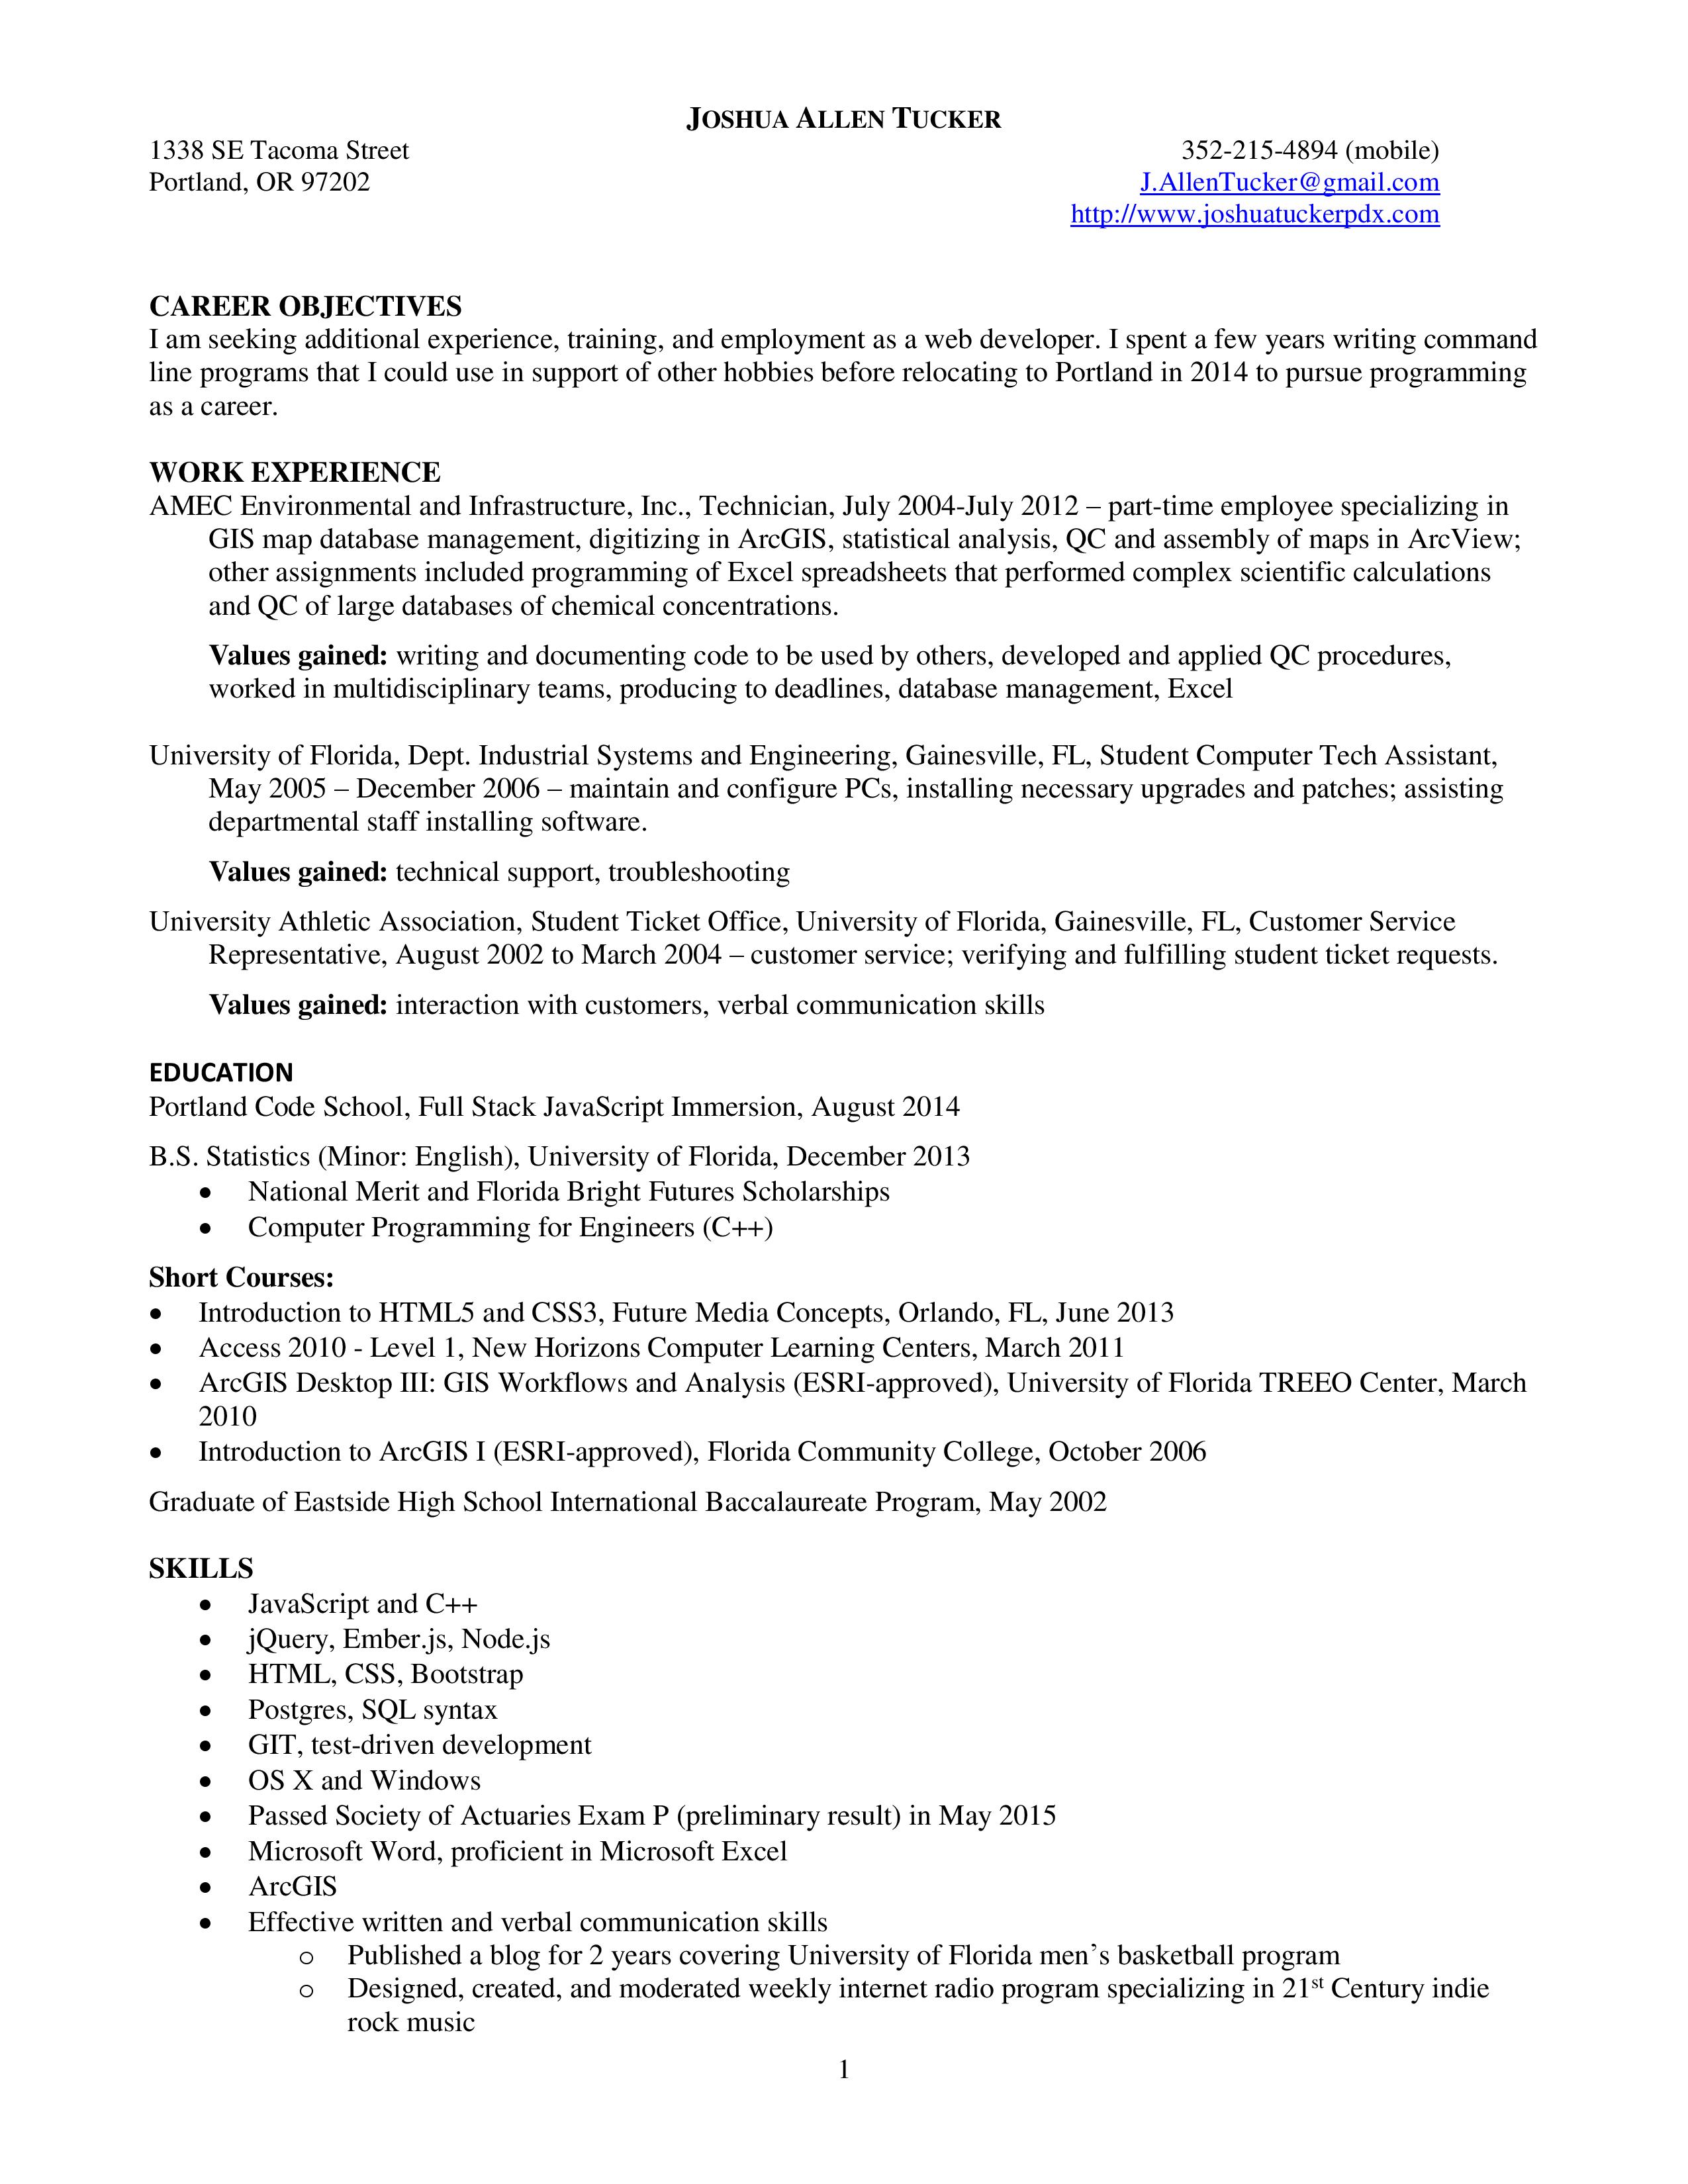 JOSHUA ALLEN TUCKER
1338 SE Tacoma Street 352-215-4894 (mobile)
Portland, OR 97202 J.AllenTucker@gmail.com
http://www.joshuatuckerpdx.com
CAREER OBJECTIVES
I am seeking additional experience, training, and employment as a web developer. I spent a few years writing command
line programs that I could use in support of other hobbies before relocating to Portland in 2014 to pursue programming
as a career.
WORK EXPERIENCE
AMEC Environmental and Infrastructure, Inc., Technician, July 2004-July 2012 – part-time employee specializing in
GIS map database management, digitizing in ArcGIS, statistical analysis, QC and assembly of maps in ArcView;
other assignments included programming of Excel spreadsheets that performed complex scientific calculations
and QC of large databases of chemical concentrations.
Values gained: writing and documenting code to be used by others, developed and applied QC procedures,
worked in multidisciplinary teams, producing to deadlines, database management, Excel
University of Florida, Dept. Industrial Systems and Engineering, Gainesville, FL, Student Computer Tech Assistant,
May 2005 – December 2006 – maintain and configure PCs, installing necessary upgrades and patches; assisting
departmental staff installing software.
Values gained: technical support, troubleshooting
University Athletic Association, Student Ticket Office, University of Florida, Gainesville, FL, Customer Service
Representative, August 2002 to March 2004 – customer service; verifying and fulfilling student ticket requests.
Values gained: interaction with customers, verbal communication skills
EDUCATION
Portland Code School, Full Stack JavaScript Immersion, August 2014
B.S. Statistics (Minor: English), University of Florida, December 2013
• National Merit and Florida Bright Futures Scholarships
• Computer Programming for Engineers (C++)
Short Courses:
• Introduction to HTML5 and CSS3, Future Media Concepts, Orlando, FL, June 2013
• Access 2010 - Level 1, New Horizons Computer Learning Centers, March 2011
• ArcGIS Desktop III: GIS Workflows and Analysis (ESRI-approved), University of Florida TREEO Center, March
2010
• Introduction to ArcGIS I (ESRI-approved), Florida Community College, October 2006
Graduate of Eastside High School International Baccalaureate Program, May 2002
SKILLS
• JavaScript and C++
• jQuery, Ember.js, Node.js
• HTML, CSS, Bootstrap
• Postgres, SQL syntax
• GIT, test-driven development
• OS X and Windows
• Passed Society of Actuaries Exam P (preliminary result) in May 2015
• Microsoft Word, proficient in Microsoft Excel
• ArcGIS
• Effective written and verbal communication skills
o Published a blog for 2 years covering University of Florida men’s basketball program
o Designed, created, and moderated weekly internet radio program specializing in 21st Century indie
rock music
1